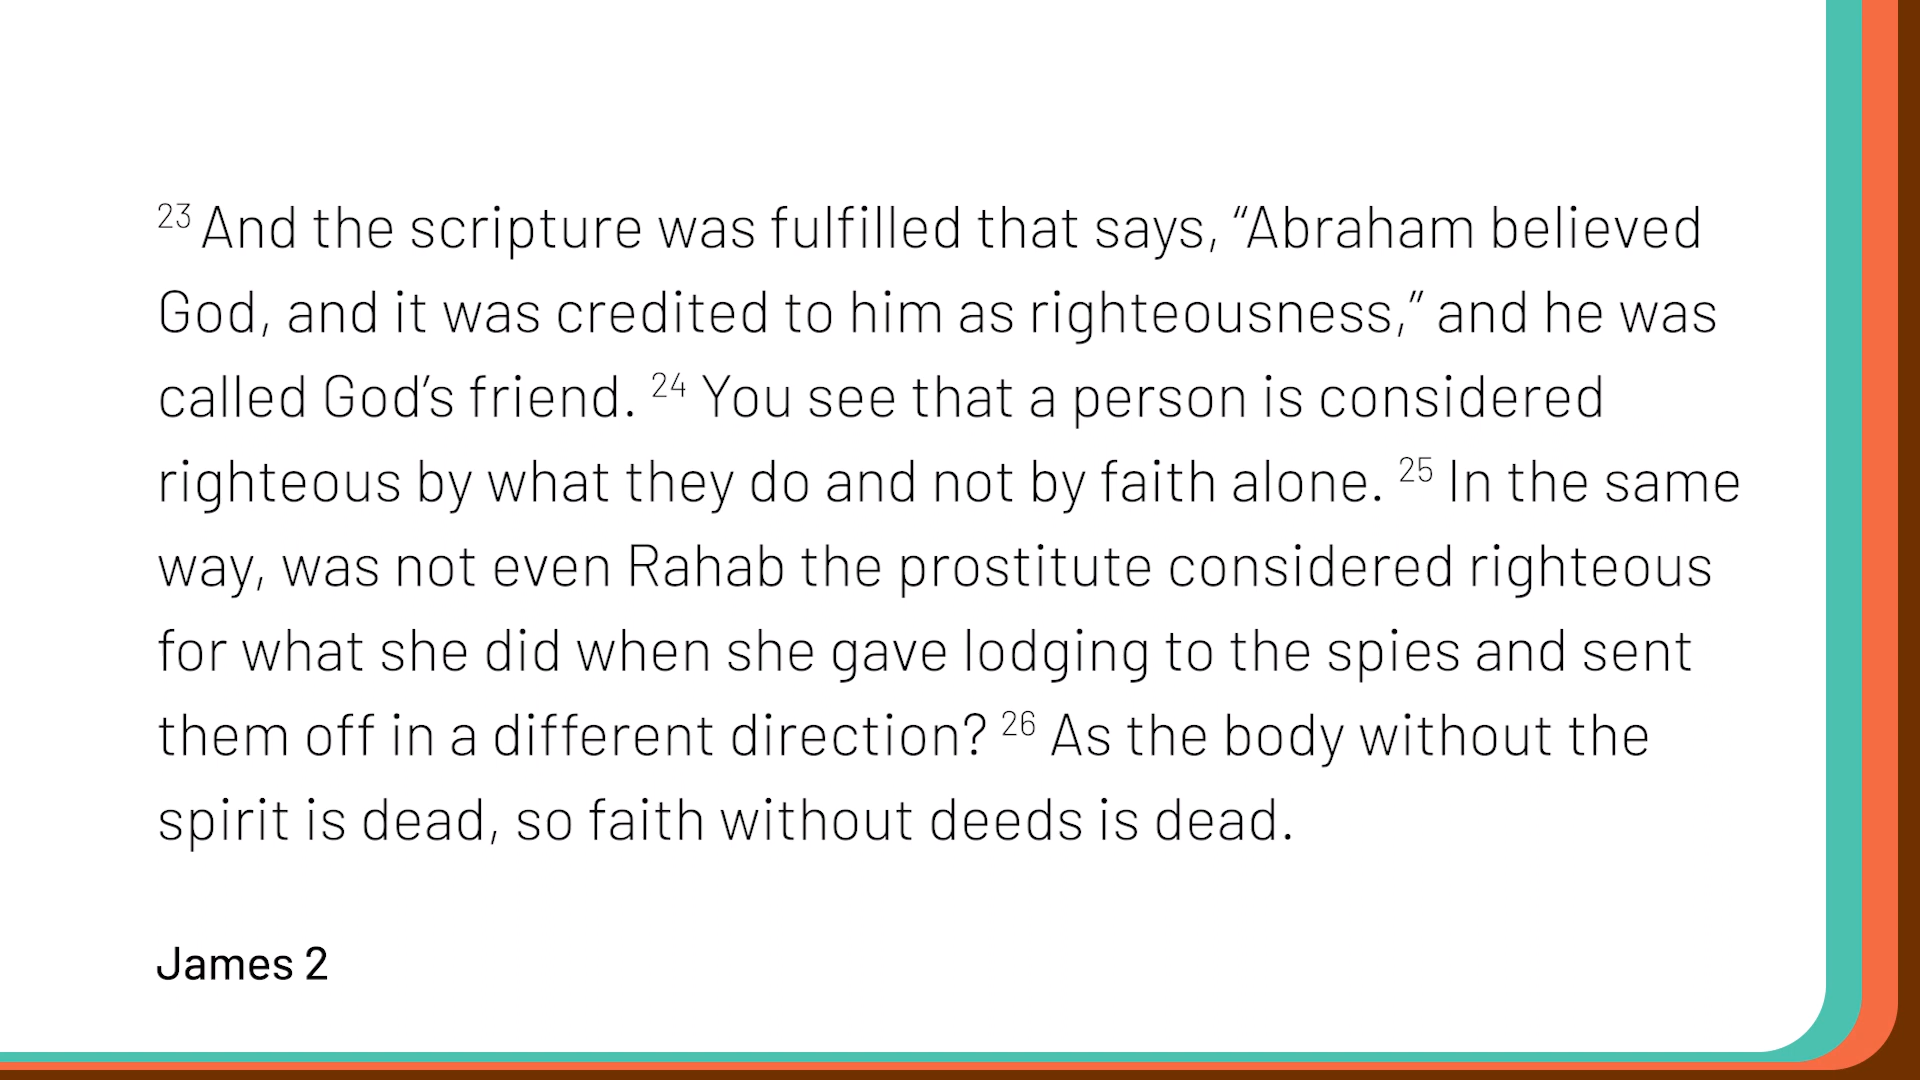 23 And the scripture was fulfilled that says, “Abraham believed
God, and it was credited to him as righteousness,” and he was
called God’s friend. 24 You see that a person is considered
righteous by what they do and not by faith alone. 25 In the same
way, was not even Rahab the prostitute considered righteous
for what she did when she gave lodging to the spies and sent
them off in a different direction? 26 As the body without the
spirit is dead, so faith without deeds is dead.
James 2